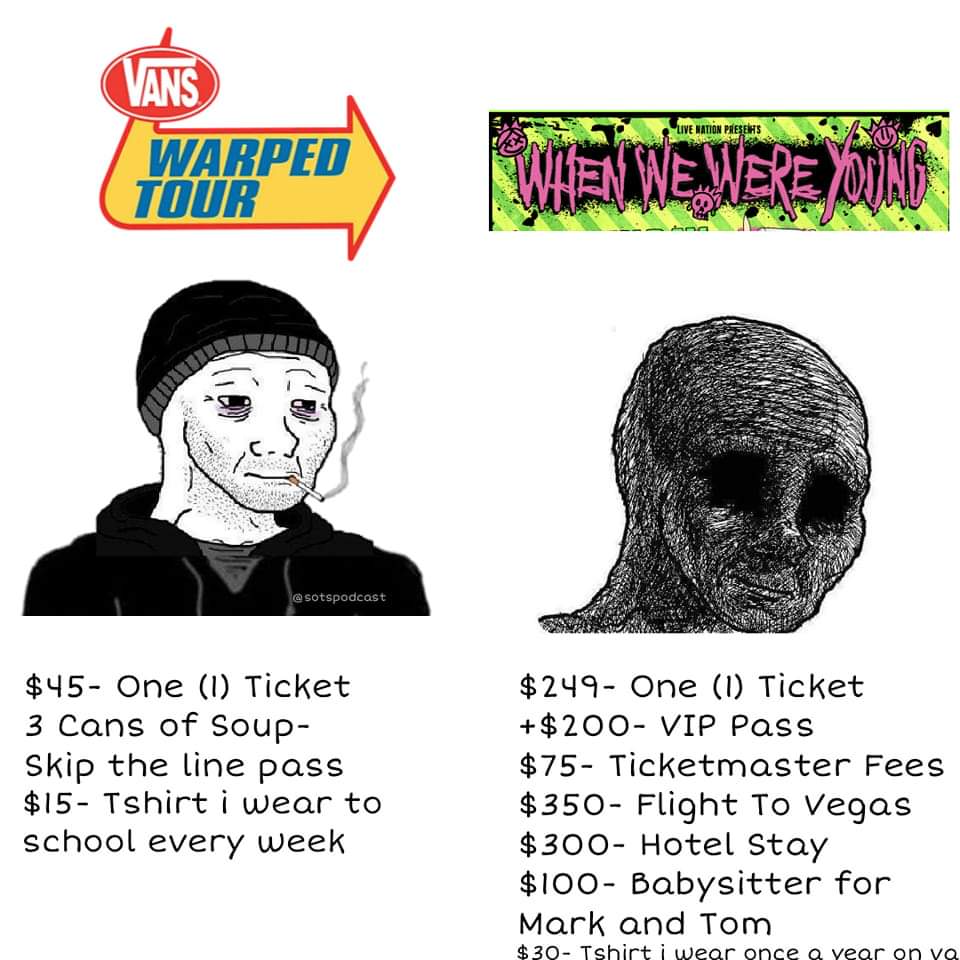 VANS
WARPED
TOUR
LIVE NATION PRESENTS
WHEN WE WERE YOUNG
@sotspodcast
$45- One (1) Ticket
3 Cans of Soup-
Skip the line pass
$15- Tshirt i wear to
school every week
$249- One (1) Ticket
+$200- VIP Pass
$75- Ticketmaster Fees
$350- Flight To Vegas
$300- Hotel Stay
$100- Babysitter for
Mark and Tom
$30- Tshirt i wear once a year on va